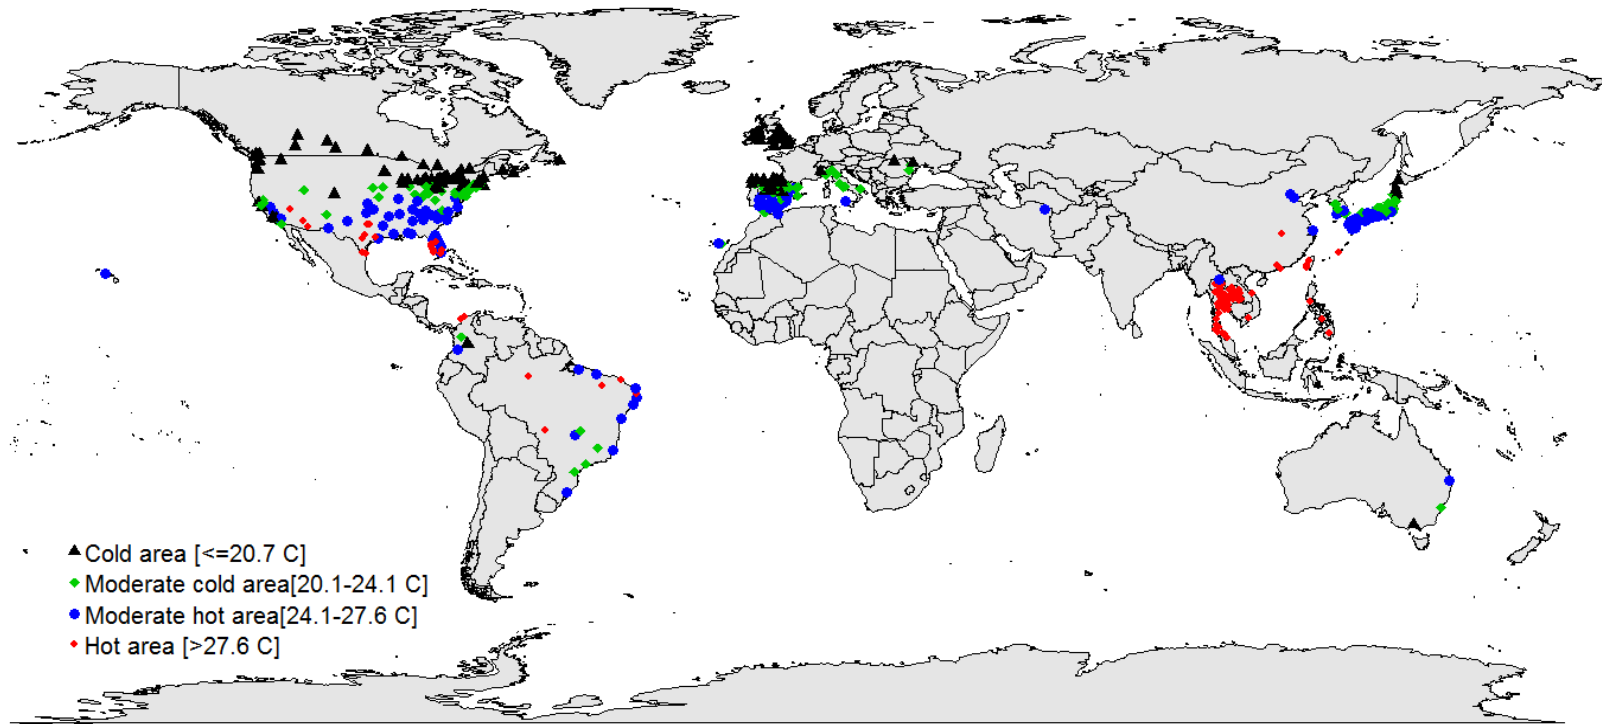 Cold area [<=20.7 C]
Moderate cold area[20.1-24.1 C]
Moderate hot area[24.1-27.6 C]
Hot area [>27.6 C]